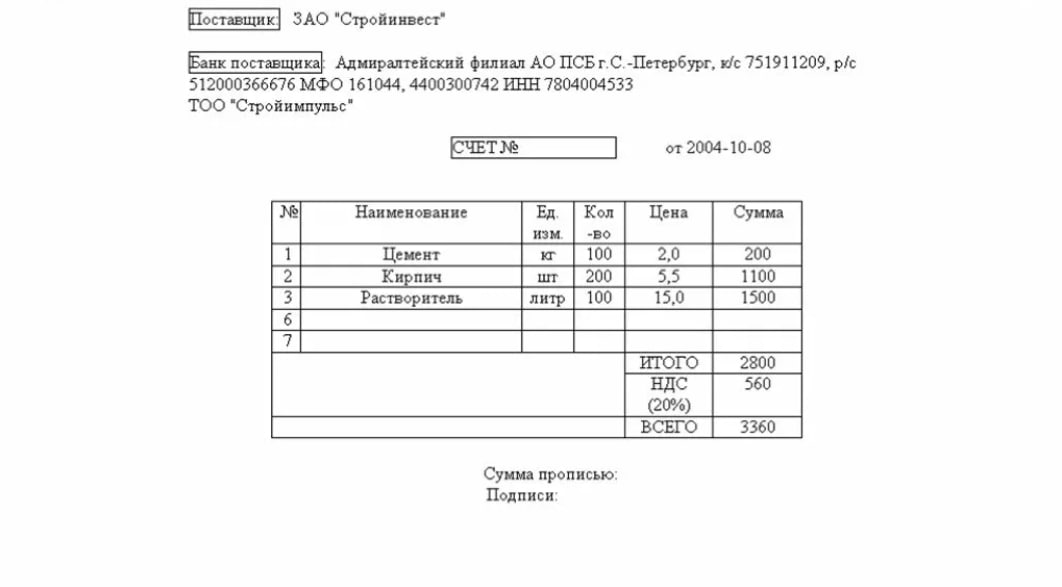 Поставщик: ЗАО "Стройинвест"
Банк поставщика: Адмиралтейский филиал АО ПСБ г.С.-Петербург, к/с 751911209, р/с
512000366676 МФО 161044, 4400300742 ИНН 7804004533
ТОО "Стройимпульс"
СЧЕТ № от 2004-10-08
№ Наименование Ед. Кол Цена Сумма
изм. -во
1 Цемент кг 100 2,0 200
2 Кирпич шт 200 5,5 1100
3 Растворитель литр 100 15,0 1500
6
7
ИТОГО 2800
НДС 560
(20%)
ВСЕГО 3360
Сумма прописью:
Подписи: